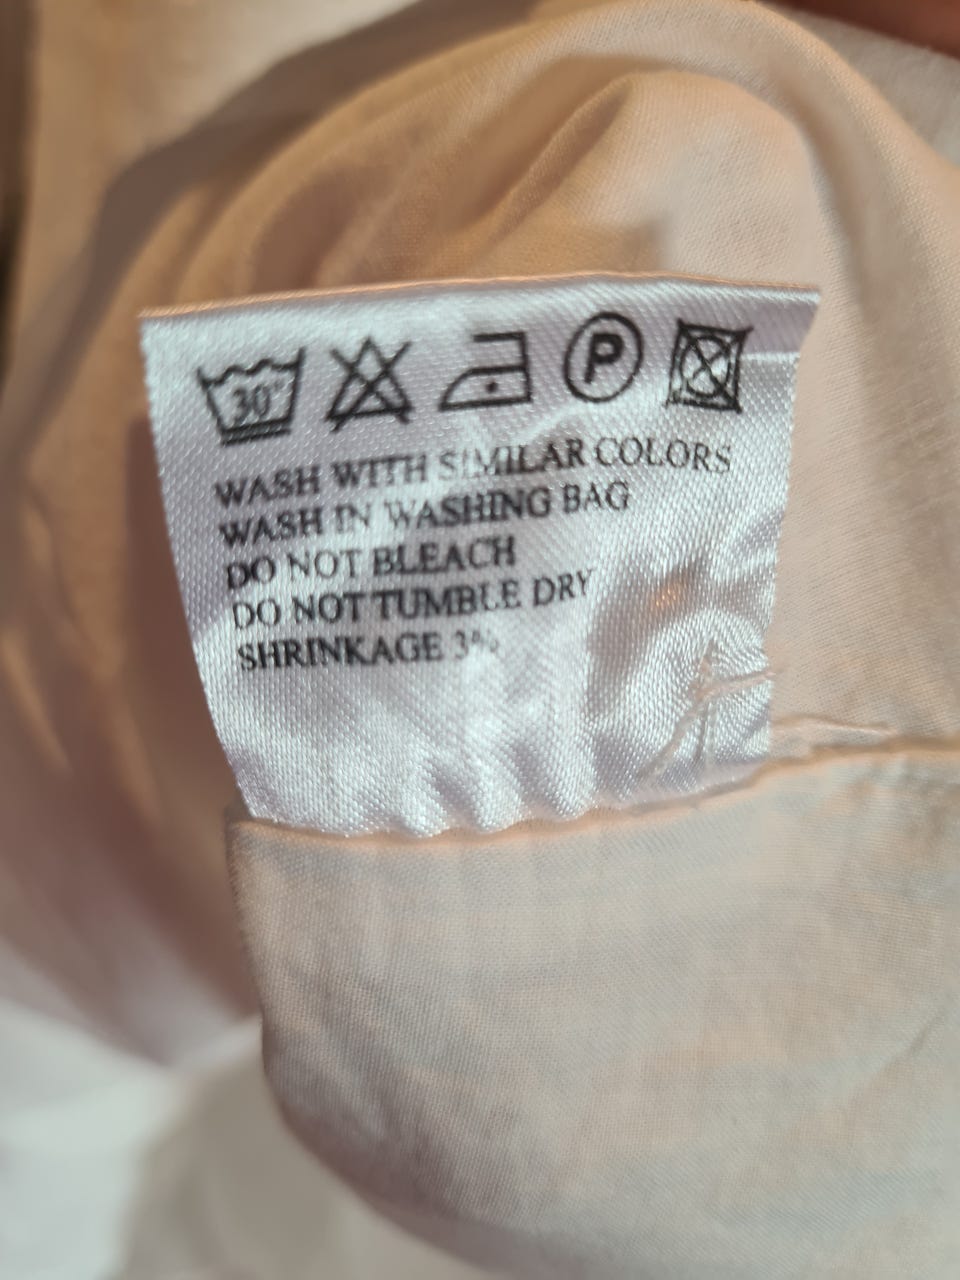 30° P
WASH WITH SIMILAR COLORS
WASH IN WASHING BAG
DO NOT BLEACH
DO NOT TUMBLE DRY
SHRINKAGE 3%